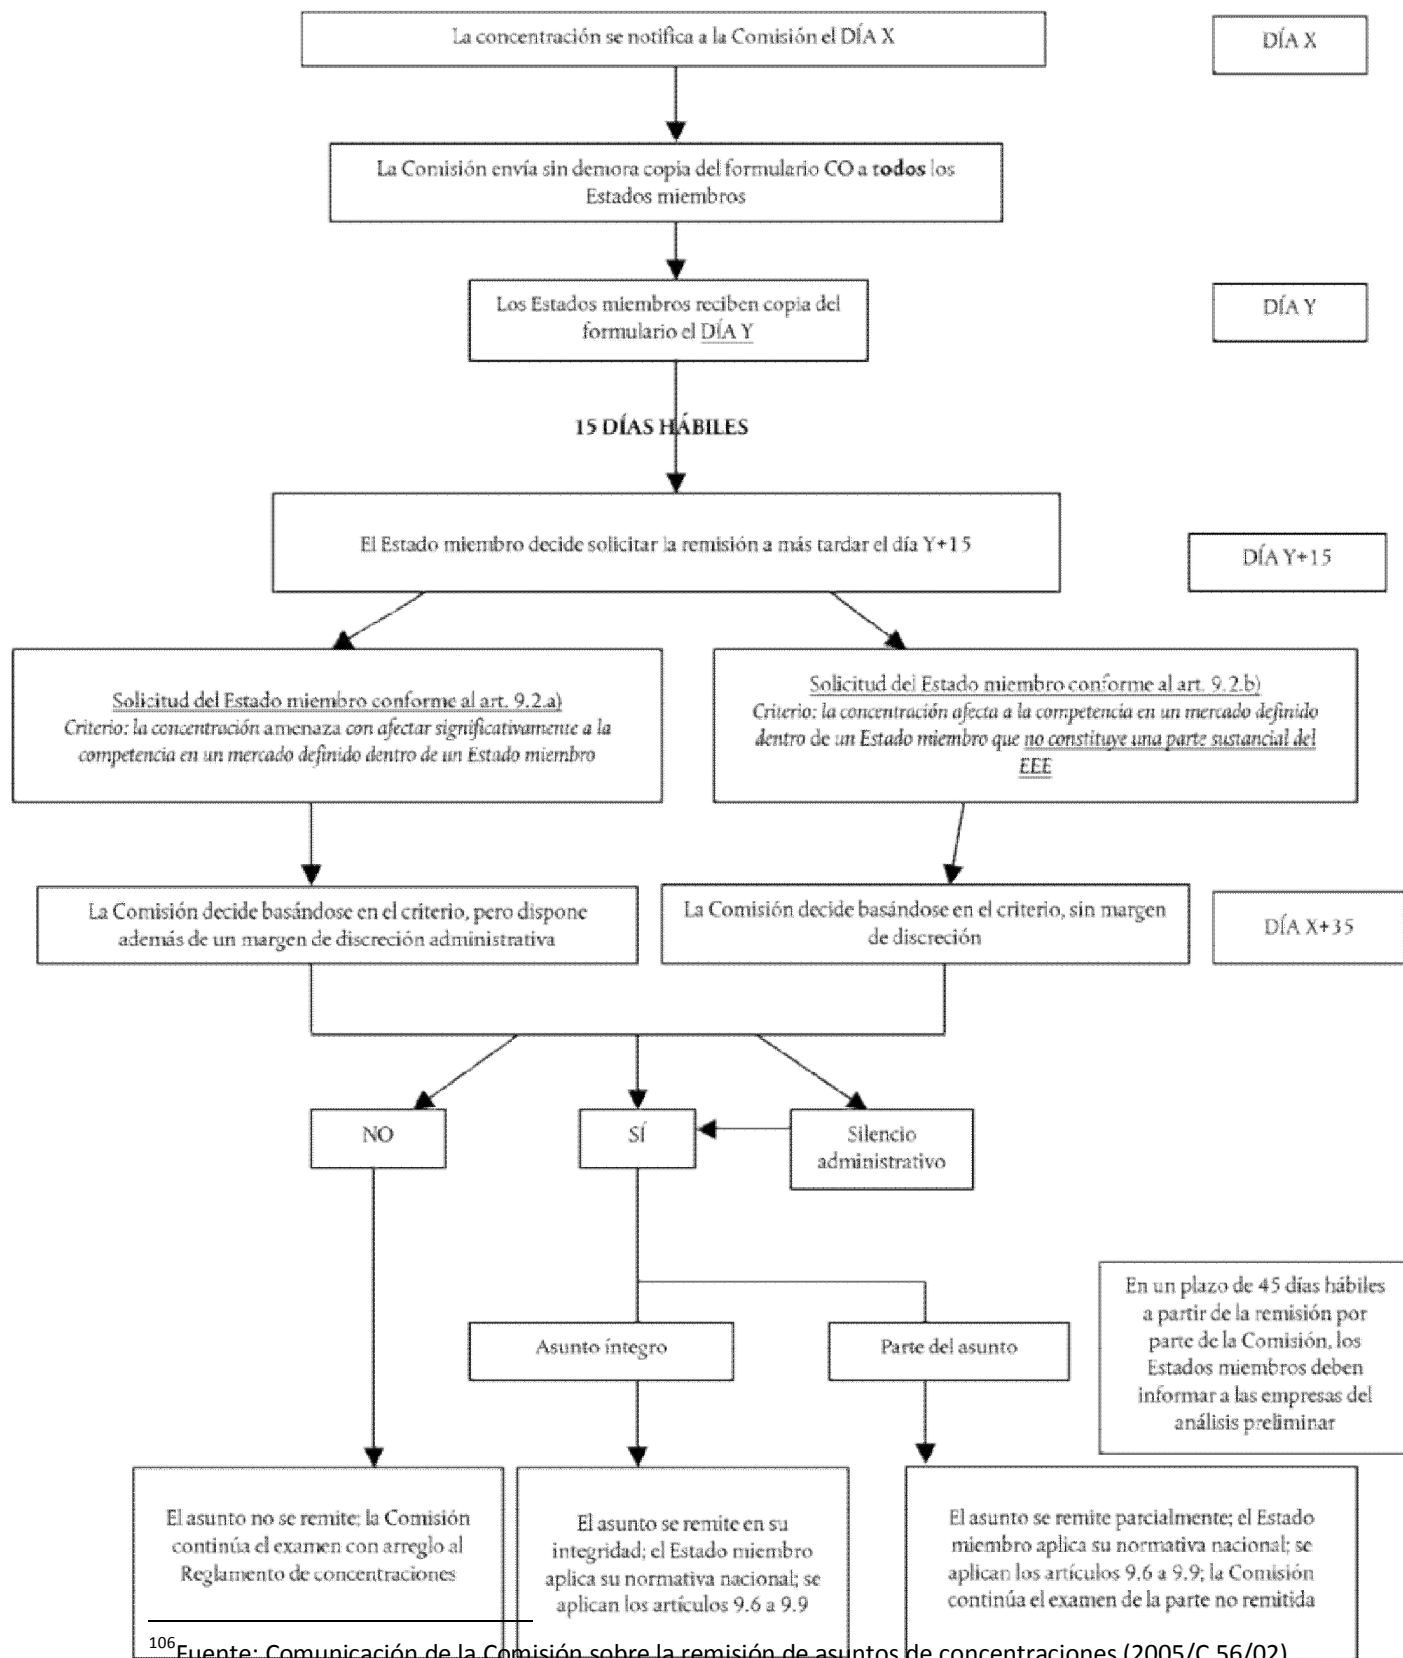 La concentración se notifica a la Comisión el DÍA X
DÍA X
La Comisión envía sin demora copia del formulario CO a todos los
Estados miembros
Los Estados miembros reciben copia del
formulario el DÍA Y
DÍA Y
15 DÍAS HÁBILES
El Estado miembro decide solicitar la remisión a más tardar el día Y+15
DÍA Y+15
Solicitud del Estado miembro conforme al art. 9.2.a)
Criterio: la concentración amenaza con afectar significativamente a la
competencia en un mercado definido dentro de un Estado miembro
Solicitud del Estado miembro conforme al art. 9.2.b)
Criterio: la concentración afecta a la competencia en un mercado definido
dentro de un Estado miembro que no constituye una parte sustancial del
EEE
La Comisión decide basándose en el criterio, pero dispone
además de un margen de discreción administrativa
La Comisión decide basándose en el criterio, sin margen
de discreción
DÍA X+35
NO
SÍ
Silencio
administrativo
Asunto íntegro
Parte del asunto
En un plazo de 45 días hábiles
a partir de la remisión por
parte de la Comisión, los
Estados miembros deben
informar a las empresas del
análisis preliminar
El asunto no se remite; la Comisión
continúa el examen con arreglo al
Reglamento de concentraciones
El asunto se remite en su
integridad; el Estado miembro
aplica su normativa nacional; se
aplican los artículos 9.6 a 9.9
El asunto se remite parcialmente; el Estado
miembro aplica su normativa nacional; se
aplican los artículos 9.6 a 9.9; la Comisión
continúa el examen de la parte no remitida
106 Fuente: Comunicación de la Comisión sobre la remisión de asuntos de concentraciones (2005/C 56/02)